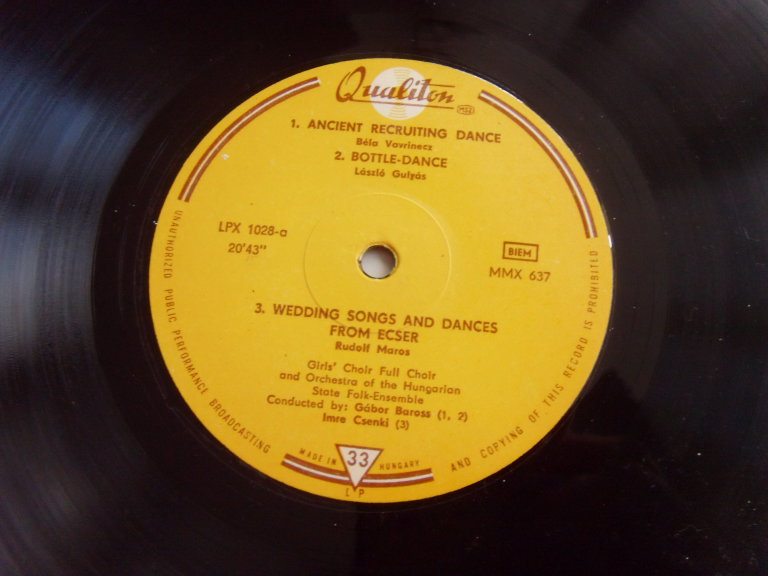 Qualiton
1. ANCIENT RECRUITING DANCE
Béla Vavrinecz
2. BOTTLE-DANCE
László Gulyás
LPX 1028-a
20'43"
BIEM
MMX 637
3. WEDDING SONGS AND DANCES
FROM ECSER
Rudolf Maros
Girls' Choir Full Choir
and Orchestra of the Hungarian
State Folk-Ensemble
Conducted by: Gábor Baross (1, 2)
Imre Csenki (3)
MADE IN 33 HUNGARY
LP
UNAUTHORIZED PUBLIC PERFORMANCE BROADCASTING AND COPYING OF THIS RECORD IS PROHIBITED